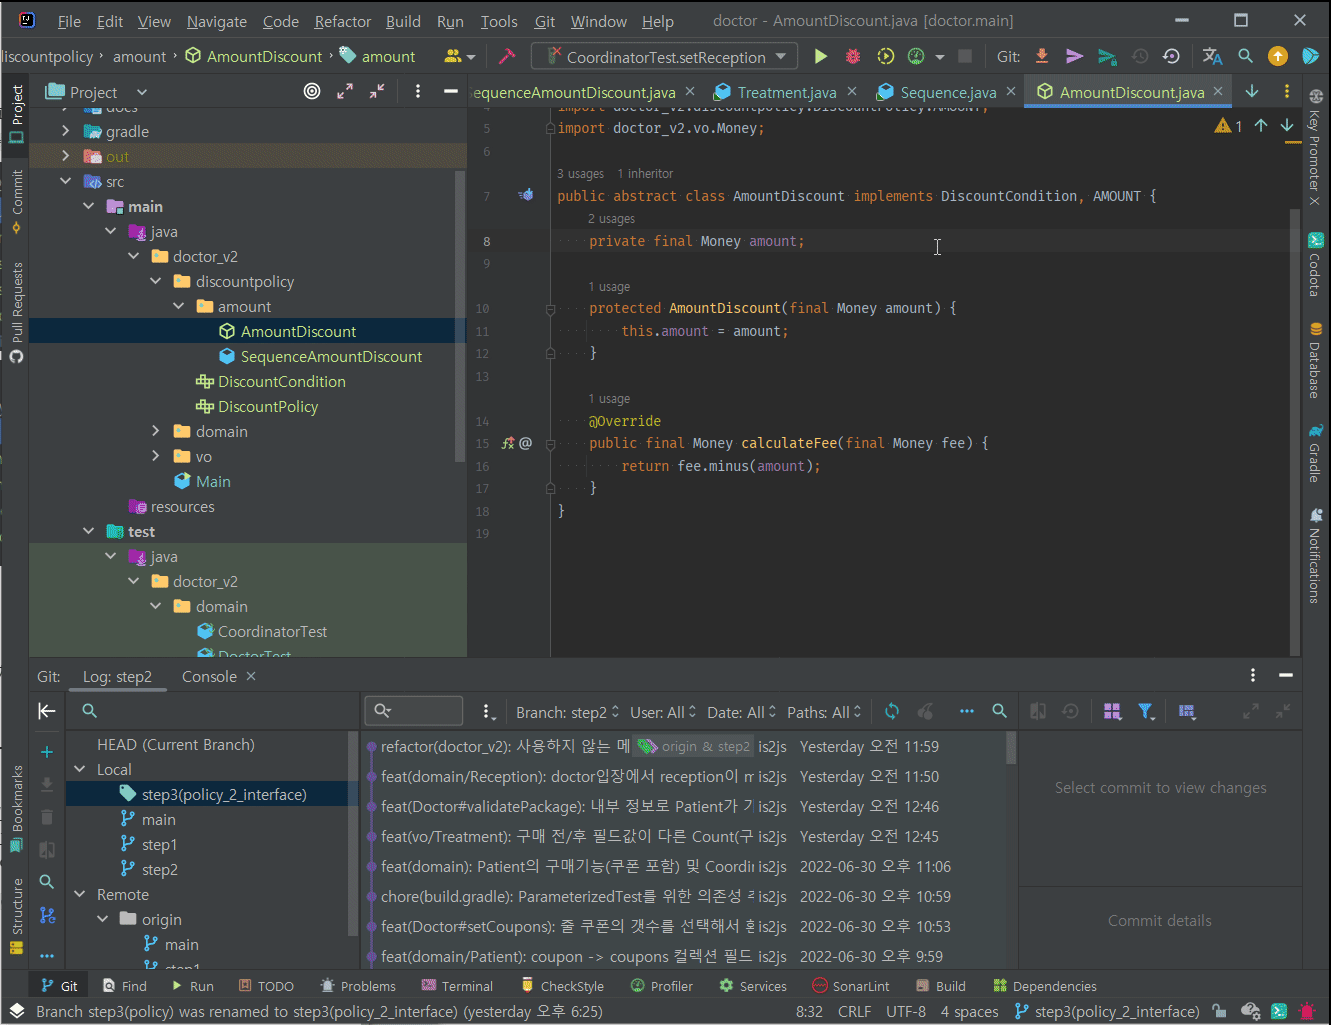 File Edit View Navigate Code Refactor Build Run Tools Git Window Help doctor - AmountDiscount.java [doctor.main]
discountpolicy amount AmountDiscount amount CoordinatorTest.setReception Git:
Project
SequenceAmountDiscount.java Treatment.java Sequence.java AmountDiscount.java
docs
gradle
out
src
main
java
doctor_v2
discountpolicy
amount
AmountDiscount
SequenceAmountDiscount
DiscountCondition
DiscountPolicy
domain
vo
Main
resources
test
java
doctor_v2
domain
CoordinatorTest
DoctorTest
4 import doctor_v2.discountpolicy.DiscountPolicy.AMOUNT;
5 import doctor_v2.vo.Money;
1
6
3 usages 1 inheritor
7 public abstract class AmountDiscount implements DiscountCondition, AMOUNT {
2 usages
8 private final Money amount;
9
1 usage
10 protected AmountDiscount(final Money amount) {
11 this.amount = amount;
12 }
13
1 usage
14 @Override
15 public final Money calculateFee(final Money fee) {
16 return fee.minus(amount);
17 }
18 }
19
Project
Commit
Pull Requests
Bookmarks
Structure
Key Promoter X
Codota
Database
Gradle
Notifications
Git: Log: step2 Console
HEAD (Current Branch)
Local
step3(policy_2_interface)
main
step1
step2
Remote
origin
main
step1
Branch: step2 User: All Date: All Paths: All
refactor(doctor_v2): 사용하지 않는 메 origin & step2 is2js Yesterday 오전 11:59
feat(domain/Reception): doctor입장에서 reception이 m is2js Yesterday 오전 11:50
feat(Doctor#validatePackage): 내부 정보로 Patient가 가 is2js Yesterday 오전 12:46
feat(vo/Treatment): 구매 전/후 필드값이 다른 Count(구 is2js Yesterday 오전 12:45
feat(domain): Patient의 구매기능(쿠폰 포함) 및 Coordin is2js 2022-06-30 오후 11:06
chore(build.gradle): ParameterizedTest를 위한 의존성 추 is2js 2022-06-30 오후 10:59
feat(Doctor#setCoupons): 줄 쿠폰의 갯수를 선택해서 is2js 2022-06-30 오후 10:53
feat(domain/Patient): coupon -> coupons 컬렉션 필드 is2js 2022-06-30 오후 9:59
Select commit to view changes
Commit details
Git Find Run TODO Problems Terminal CheckStyle Profiler Services SonarLint Build Dependencies
Branch step3(policy) was renamed to step3(policy_2_interface) (yesterday 오후 6:25) 8:32 CRLF UTF-8 4 spaces step3(policy_2_interface)